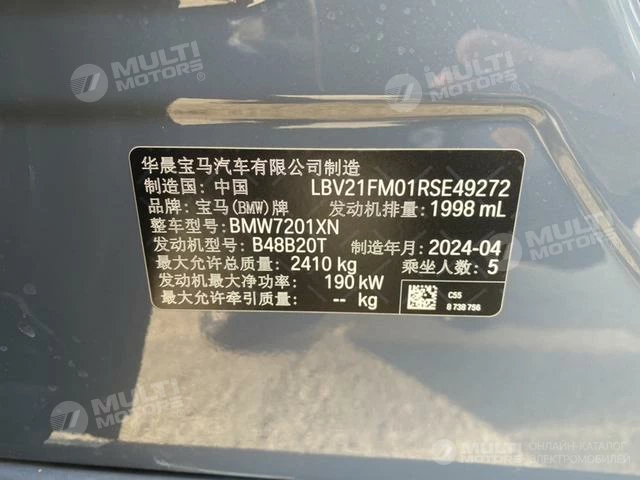 MULTI MOTORS®
MULTI MOTORS®
MULTI MOTORS®
华晨宝马汽车有限公司制造
制造国: 中国 LBV21FM01RSE49272
品牌: 宝马(BMW)牌 发动机排量: 1998 mL
整车型号: BMW7201XN
发动机型号: B48B20T 制造年月: 2024-04
最大允许总质量: 2410 kg 乘坐人数: 5
发动机最大净功率: 190 kW
最大允许牵引质量: -- kg
C55
8 738 756
MULTI MOTORS®
MULTI MOTORS
ОНЛАЙН-КАТАЛОГ
ЭЛЕКТРОМОБИЛЕЙ